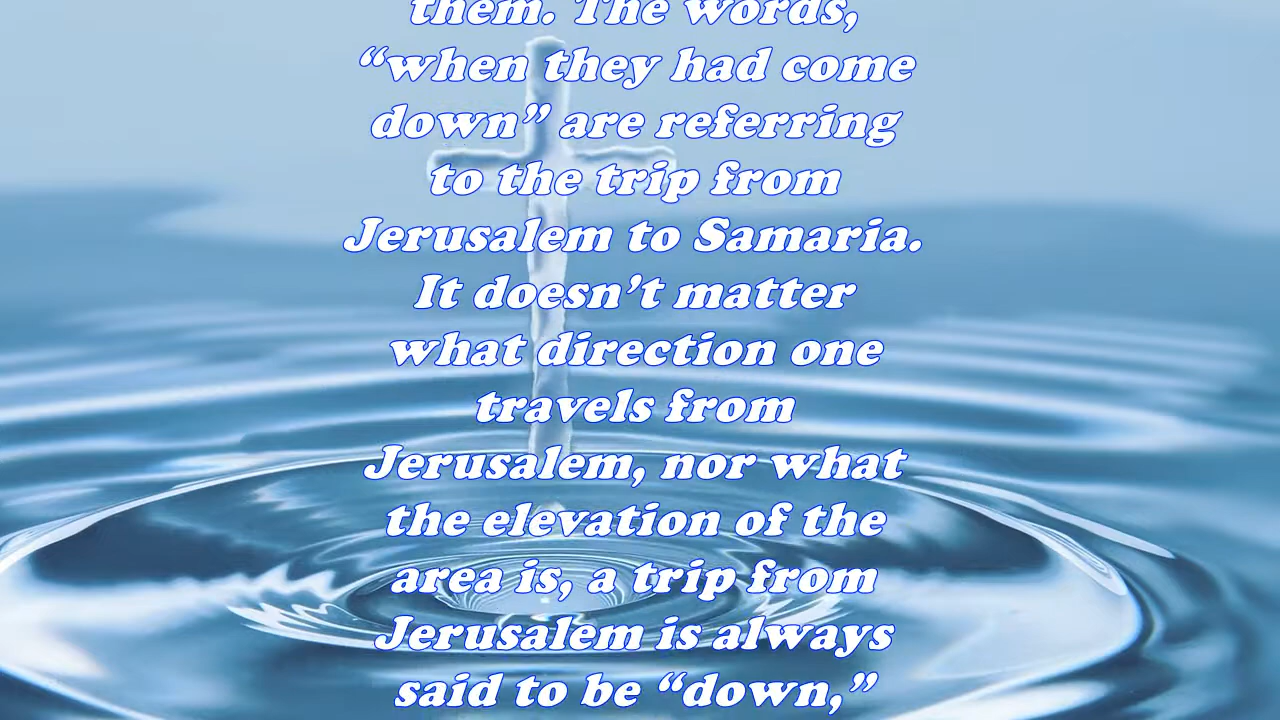 them. The words,
“when they had come
down” are referring
to the trip from
Jerusalem to Samaria.
It doesn’t matter
what direction one
travels from
Jerusalem, nor what
the elevation of the
area is, a trip from
Jerusalem is always
said to be “down,”